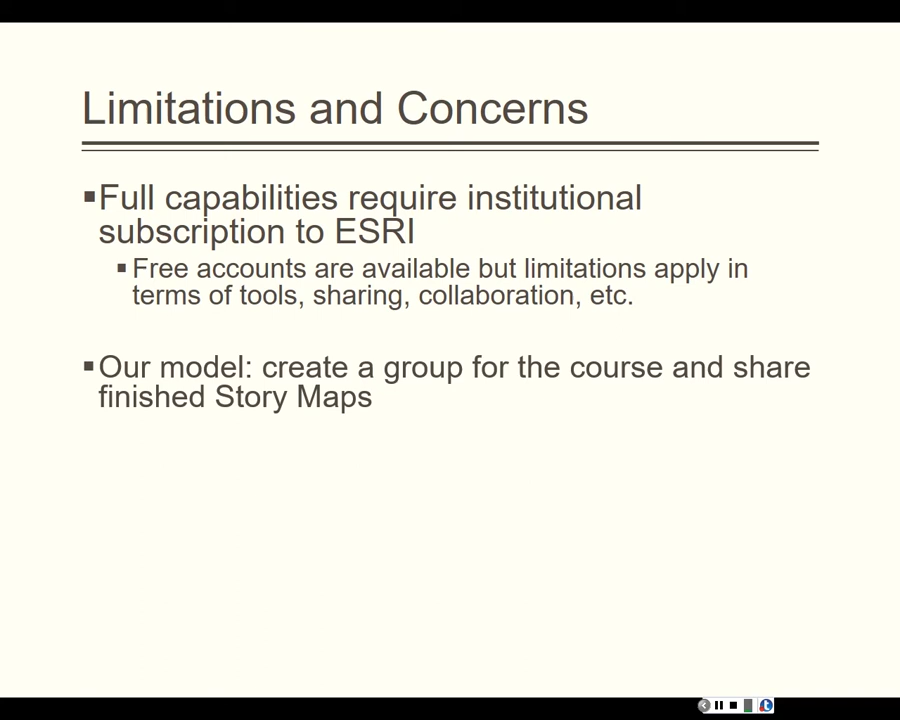 Limitations and Concerns
▪Full capabilities require institutional
subscription to ESRI
▪Free accounts are available but limitations apply in
terms of tools, sharing, collaboration, etc.
▪Our model: create a group for the course and share
finished Story Maps